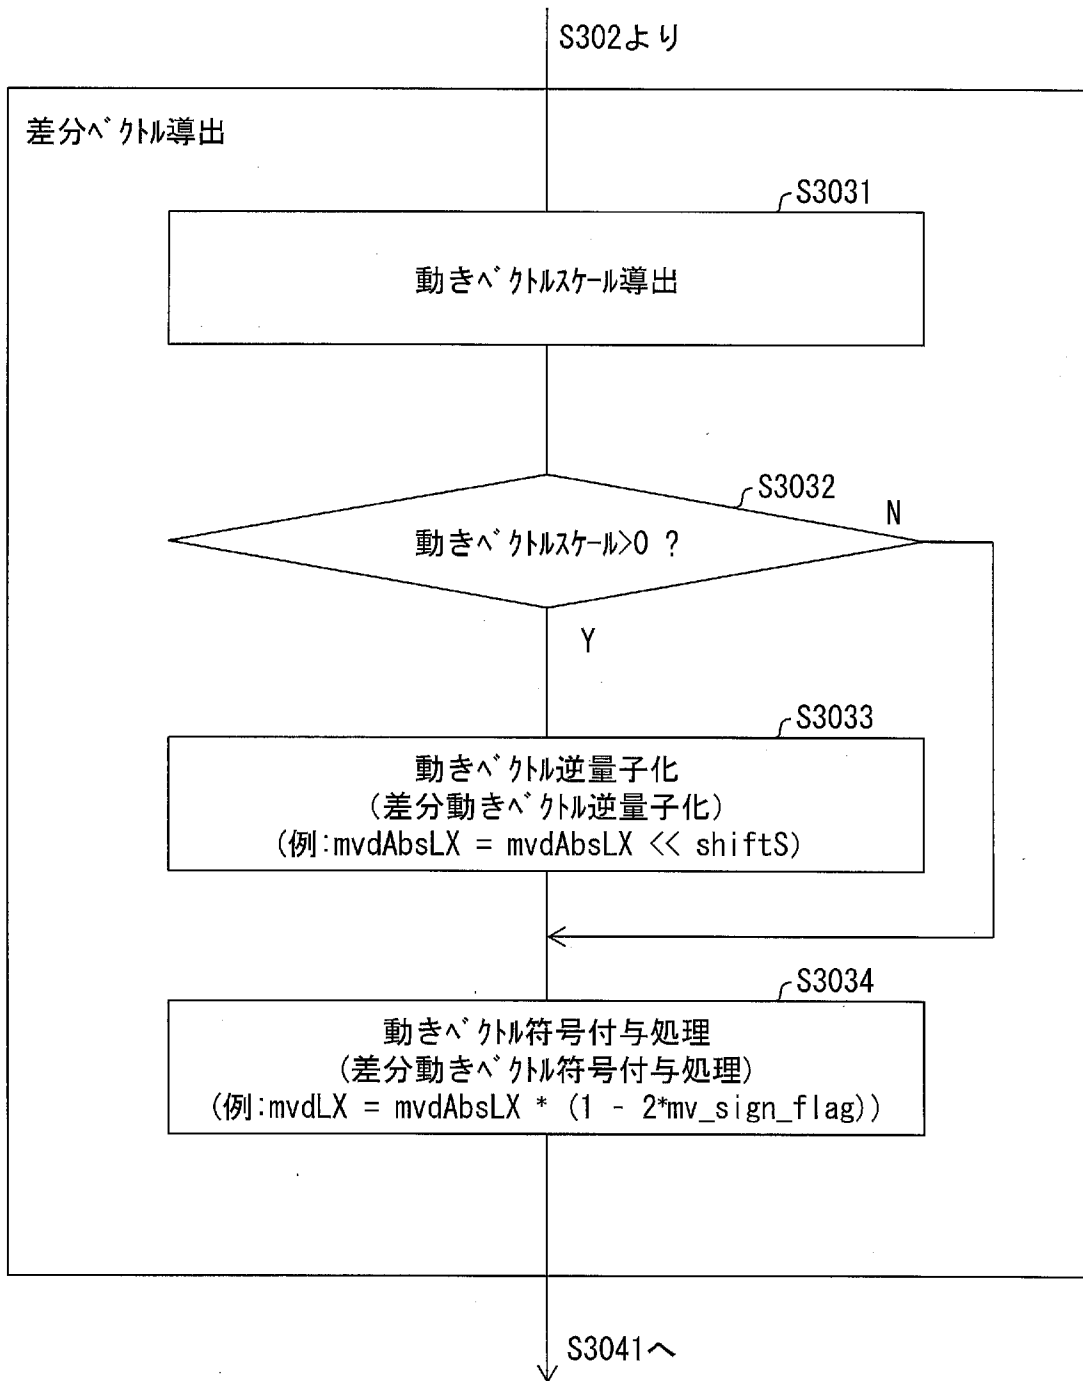 S302より
差分ベクトル導出
S3031
動きベクトルスケール導出
S3032
N
動きベクトルスケール>0 ?
Y
S3033
動きベクトル逆量子化
(差分動きベクトル逆量子化)
(例:mvdAbsLX = mvdAbsLX << shiftS)
S3034
動きベクトル符号付与処理
(差分動きベクトル符号付与処理)
(例:mvdLX = mvdAbsLX * (1 - 2*mv_sign_flag))
S3041へ